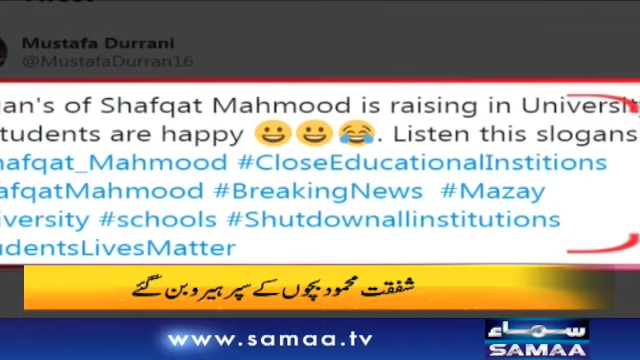 Mustafa Durrani
@MustafaDurran16
an's of Shafqat Mahmood is raising in University
tudents are happy 😀😀😂. Listen this slogans
hafqat_Mahmood #CloseEducationalInstitions
afqatMahmood #BreakingNews #Mazay
iversity #schools #Shutdownallinstitutions
udentsLivesMatter
شفقت محمود بچوں کے سپر ہیرو بن گئے
www.samaa.tv
سماء
SAMAA